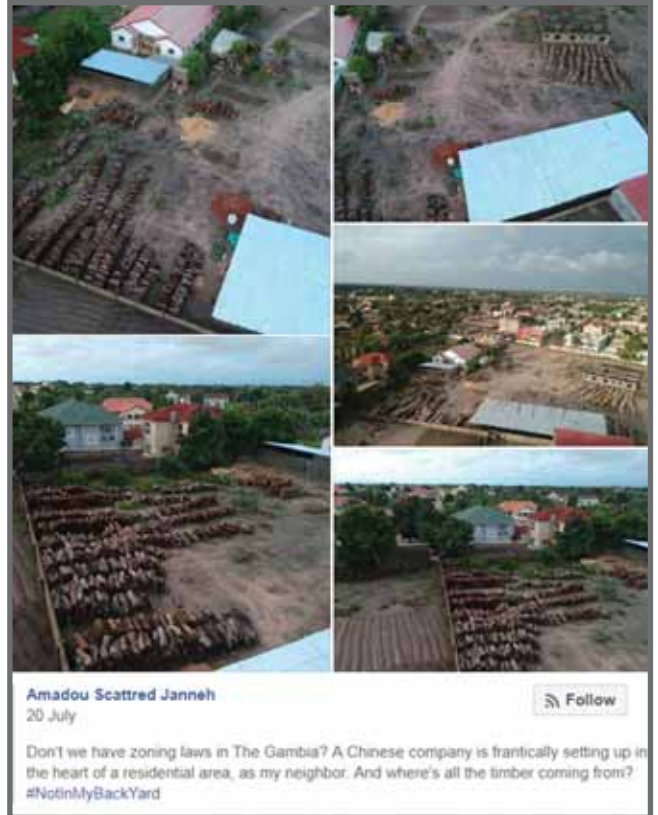 Amadou Scattred Janneh
Follow
20 July
Don't we have zoning laws in The Gambia? A Chinese company is frantically setting up in
the heart of a residential area, as my neighbor. And where's all the timber coming from?
#NotInMyBackYard